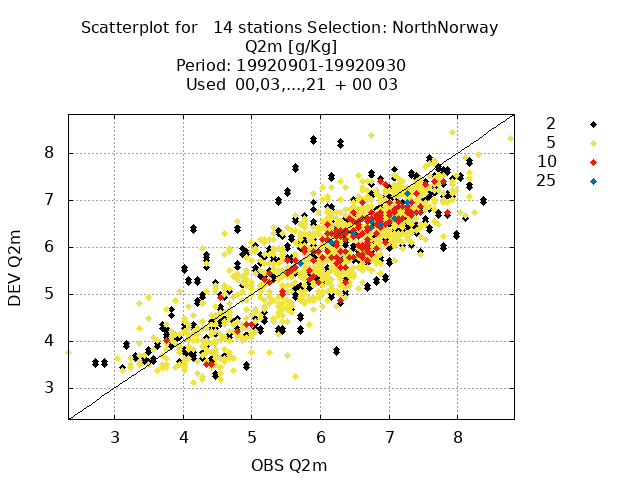 Scatterplot for   14 stations Selection: NorthNorway
Q2m [g/Kg]
Period: 19920901-19920930
Used  00,03,...,21  + 00 03
2
5
10
25
DEV Q2m
8
7
6
5
4
3
3 4 5 6 7 8
OBS Q2m